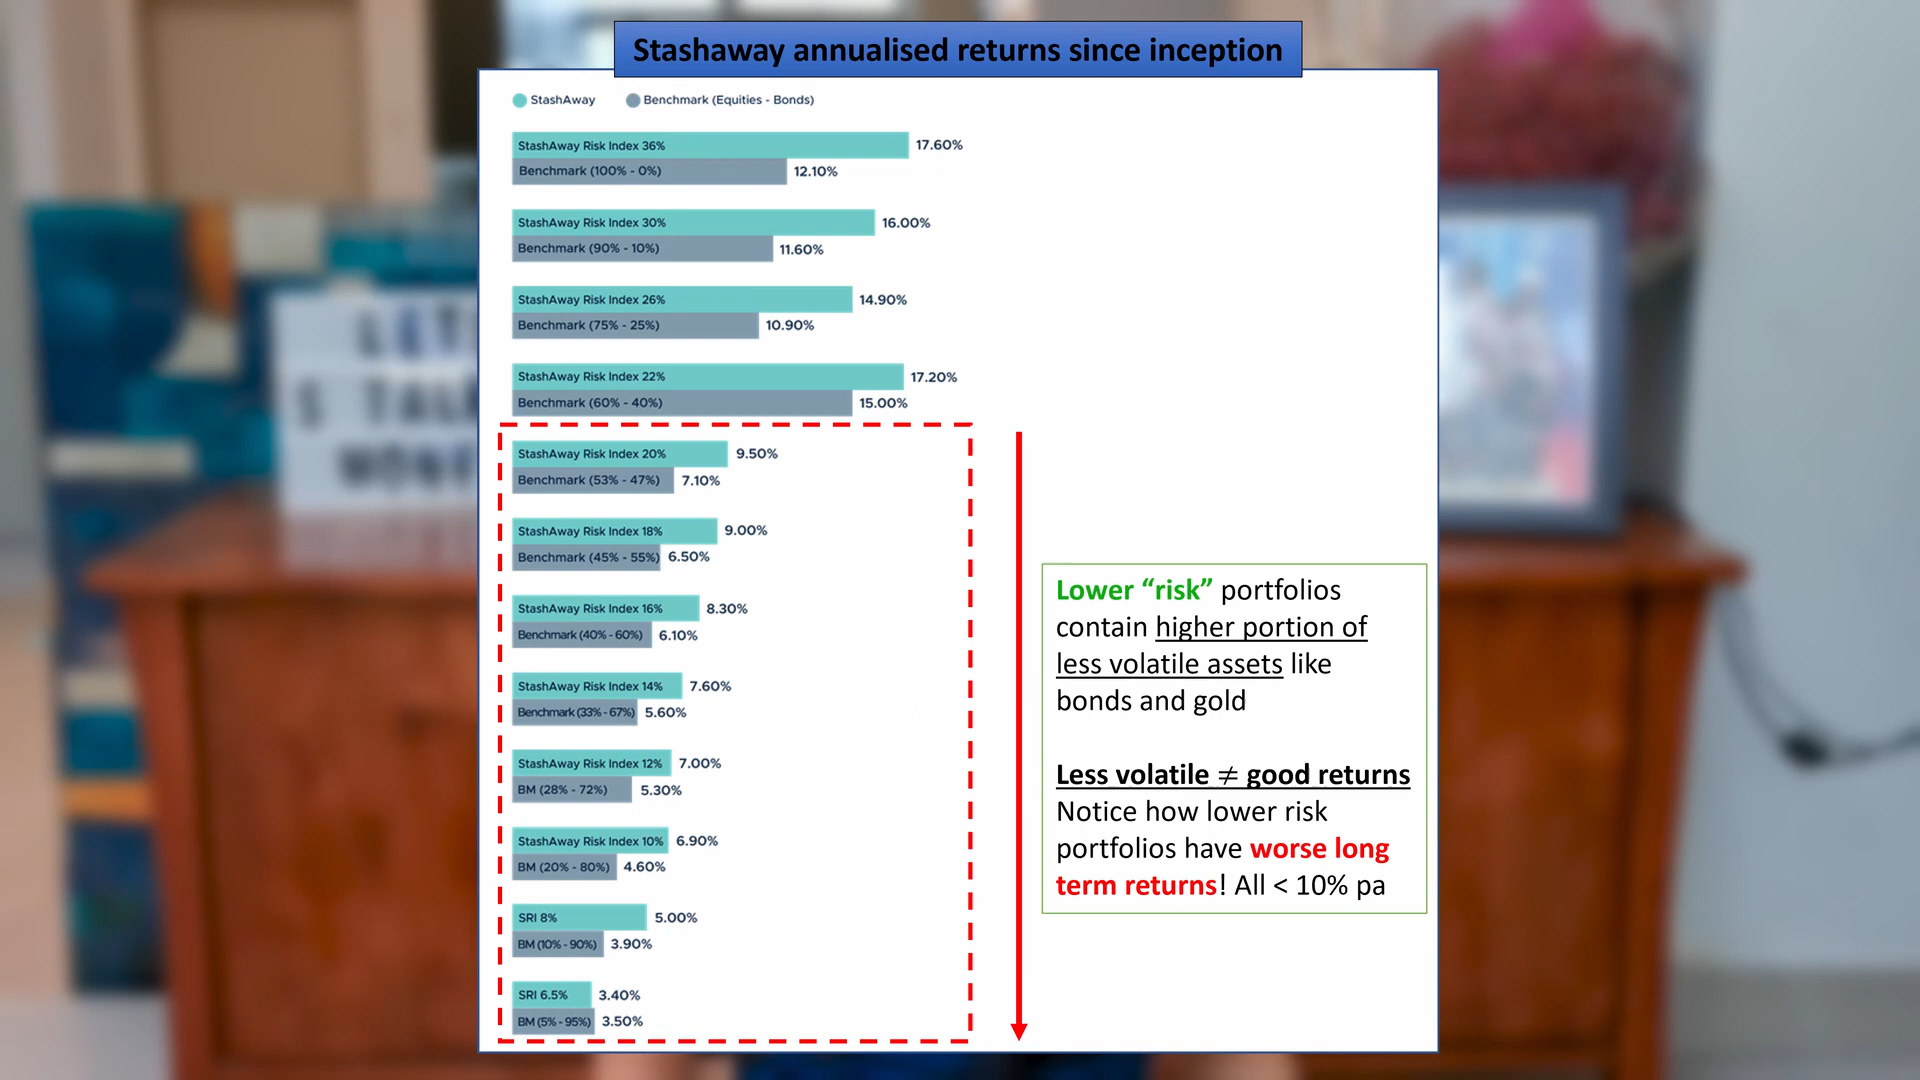 Stashaway annualised returns since inception
StashAway
Benchmark (Equities - Bonds)
StashAway Risk Index 36%
17.60%
Benchmark (100% - 0%)
12.10%
StashAway Risk Index 30%
16.00%
Benchmark (90% - 10%)
11.60%
StashAway Risk Index 26%
14.90%
Benchmark (75% - 25%)
10.90%
StashAway Risk Index 22%
17.20%
Benchmark (60% - 40%)
15.00%
StashAway Risk Index 20%
9.50%
Benchmark (53% - 47%)
7.10%
StashAway Risk Index 18%
9.00%
Benchmark (45% - 55%)
6.50%
StashAway Risk Index 16%
8.30%
Benchmark (40% - 60%)
6.10%
StashAway Risk Index 14%
7.60%
Benchmark (33% - 67%)
5.60%
StashAway Risk Index 12%
7.00%
BM (28% - 72%)
5.30%
StashAway Risk Index 10%
6.90%
BM (20% - 80%)
4.60%
SRI 8%
5.00%
BM (10% - 90%)
3.90%
SRI 6.5%
3.40%
BM (5% - 95%)
3.50%
Lower “risk” portfolios
contain higher portion of
less volatile assets like
bonds and gold
Less volatile ≠ good returns
Notice how lower risk
portfolios have worse long
term returns! All < 10% pa
LET
S TALK
MONE